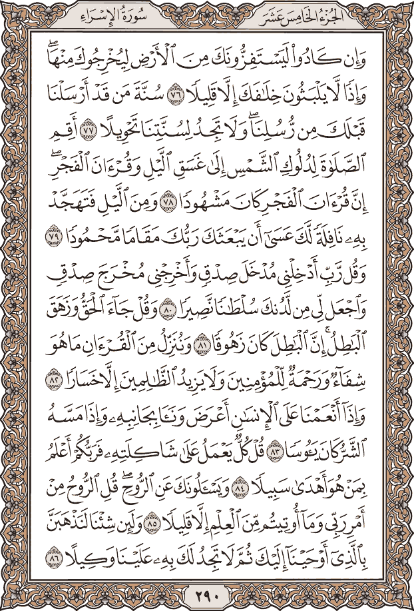 الجزء الخامس عشر
سورة الإسراء
وَإِن كَادُوا۟ لَيَسْتَفِزُّونَكَ مِنَ ٱلْأَرْضِ لِيُخْرِجُوكَ مِنْهَا ۖ
وَإِذًا لَّا يَلْبَثُونَ خِلَـٰفَكَ إِلَّا قَلِيلًا ٧٦ سُنَّةَ مَن قَدْ أَرْسَلْنَا
قَبْلَكَ مِن رُّسُلِنَا ۖ وَلَا تَجِدُ لِسُنَّتِنَا تَحْوِيلًا ٧٧ أَقِمِ
ٱلصَّلَوٰةَ لِدُلُوكِ ٱلشَّمْسِ إِلَىٰ غَسَقِ ٱلَّيْلِ وَقُرْءَانَ ٱلْفَجْرِ ۖ
إِنَّ قُرْءَانَ ٱلْفَجْرِ كَانَ مَشْهُودًا ٧٨ وَمِنَ ٱلَّيْلِ فَتَهَجَّدْ
بِهِۦ نَافِلَةً لَّكَ عَسَىٰٓ أَن يَبْعَثَكَ رَبُّكَ مَقَامًا مَّحْمُودًا ٧٩
وَقُل رَّبِّ أَدْخِلْنِى مُدْخَلَ صِدْقٍ وَأَخْرِجْنِى مُخْرَجَ صِدْقٍ
وَٱجْعَل لِّى مِن لَّدُنكَ سُلْطَـٰنًا نَّصِيرًا ٨٠ وَقُلْ جَآءَ ٱلْحَقُّ وَزَهَقَ
ٱلْبَـٰطِلُ ۚ إِنَّ ٱلْبَـٰطِلَ كَانَ زَهُوقًا ٨١ وَنُنَزِّلُ مِنَ ٱلْقُرْءَانِ مَا هُوَ
شِفَآءٌ وَرَحْمَةٌ لِّلْمُؤْمِنِينَ وَلَا يَزِيدُ ٱلظَّـٰلِمِينَ إِلَّا خَسَارًا ٨٢
وَإِذَآ أَنْعَمْنَا عَلَى ٱلْإِنسَـٰنِ أَعْرَضَ وَنَـَٔا بِجَانِبِهِۦ وَإِذَا مَسَّهُ
ٱلشَّرُّ كَانَ يَـُٔوسًا ٨٣ قُلْ كُلٌّ يَعْمَلُ عَلَىٰ شَاكِلَتِهِۦ فَرَبُّكُمْ أَعْلَمُ
بِمَنْ هُوَ أَهْدَىٰ سَبِيلًا ٨٤ وَيَسْـَٔلُونَكَ عَنِ ٱلرُّوحِ ۖ قُلِ ٱلرُّوحُ مِنْ
أَمْرِ رَبِّى وَمَآ أُوتِيتُم مِّنَ ٱلْعِلْمِ إِلَّا قَلِيلًا ٨٥ وَلَئِن شِئْنَا لَنَذْهَبَنَّ
بِٱلَّذِىٓ أَوْحَيْنَآ إِلَيْكَ ثُمَّ لَا تَجِدُ لَكَ بِهِۦ عَلَيْنَا وَكِيلًا ٨٦
٢٩٠